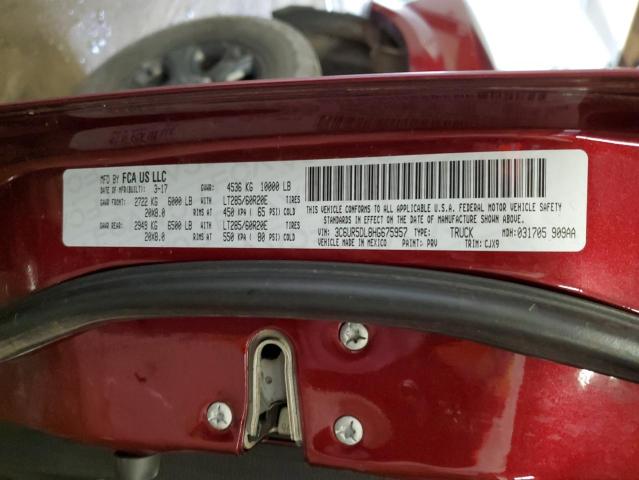 MFD BY FCA US LLC
DATE OF MFR(BUILT): 3-17 GVWR: 4536 KG 10000 LB
GAWR FRONT: 2722 KG 6000 LB WITH LT285/60R20E TIRES
20X8.0 RIMS AT 450 KPA ( 65 PSI) COLD
GAWR REAR: 2949 KG 6500 LB WITH LT285/60R20E TIRES
20X8.0 RIMS AT 550 KPA ( 80 PSI) COLD
THIS VEHICLE CONFORMS TO ALL APPLICABLE U.S.A. FEDERAL MOTOR VEHICLE SAFETY
STANDARDS IN EFFECT ON THE DATE OF MANUFACTURE SHOWN ABOVE.
VIN: 3C6UR5DL8HG675957 TYPE: TRUCK MDH: 031705 909AA
VEHICLE MADE IN MEXICO PAINT: PRV TRIM: CJX9